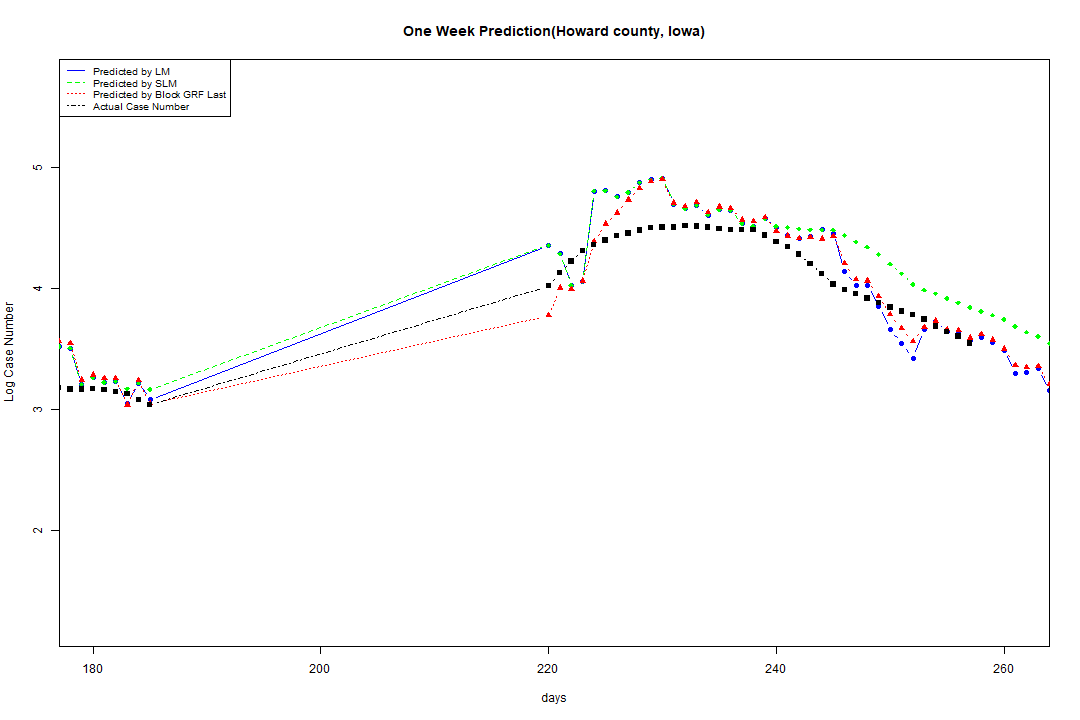 One Week Prediction(Howard county, Iowa)
Predicted by LM
Predicted by SLM
Predicted by Block GRF Last
Actual Case Number
Log Case Number
5
4
3
2
180 200 220 240 260
days